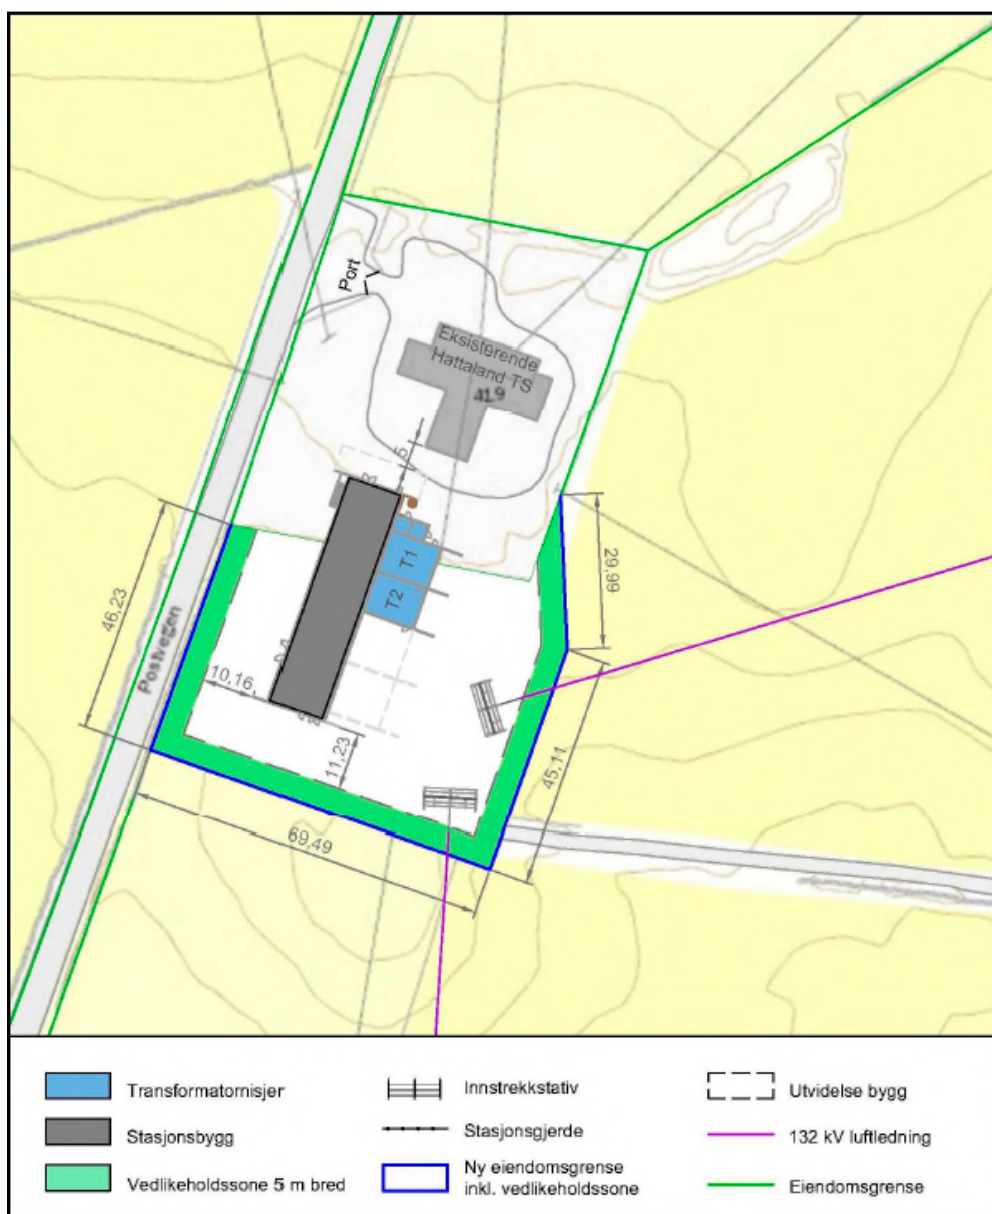 Port
Eksisterende
Hattaland TS
41.9
5
T1
T2
29,99
46,23
Postvegen
10,16
11,23
45,11
69,49
Transformatornisjer
Stasjonsbygg
Vedlikeholdssone 5 m bred
Innstrekkstativ
Stasjonsgjerde
Ny eiendomsgrense
inkl. vedlikeholdssone
Utvidelse bygg
132 kV luftledning
Eiendomsgrense